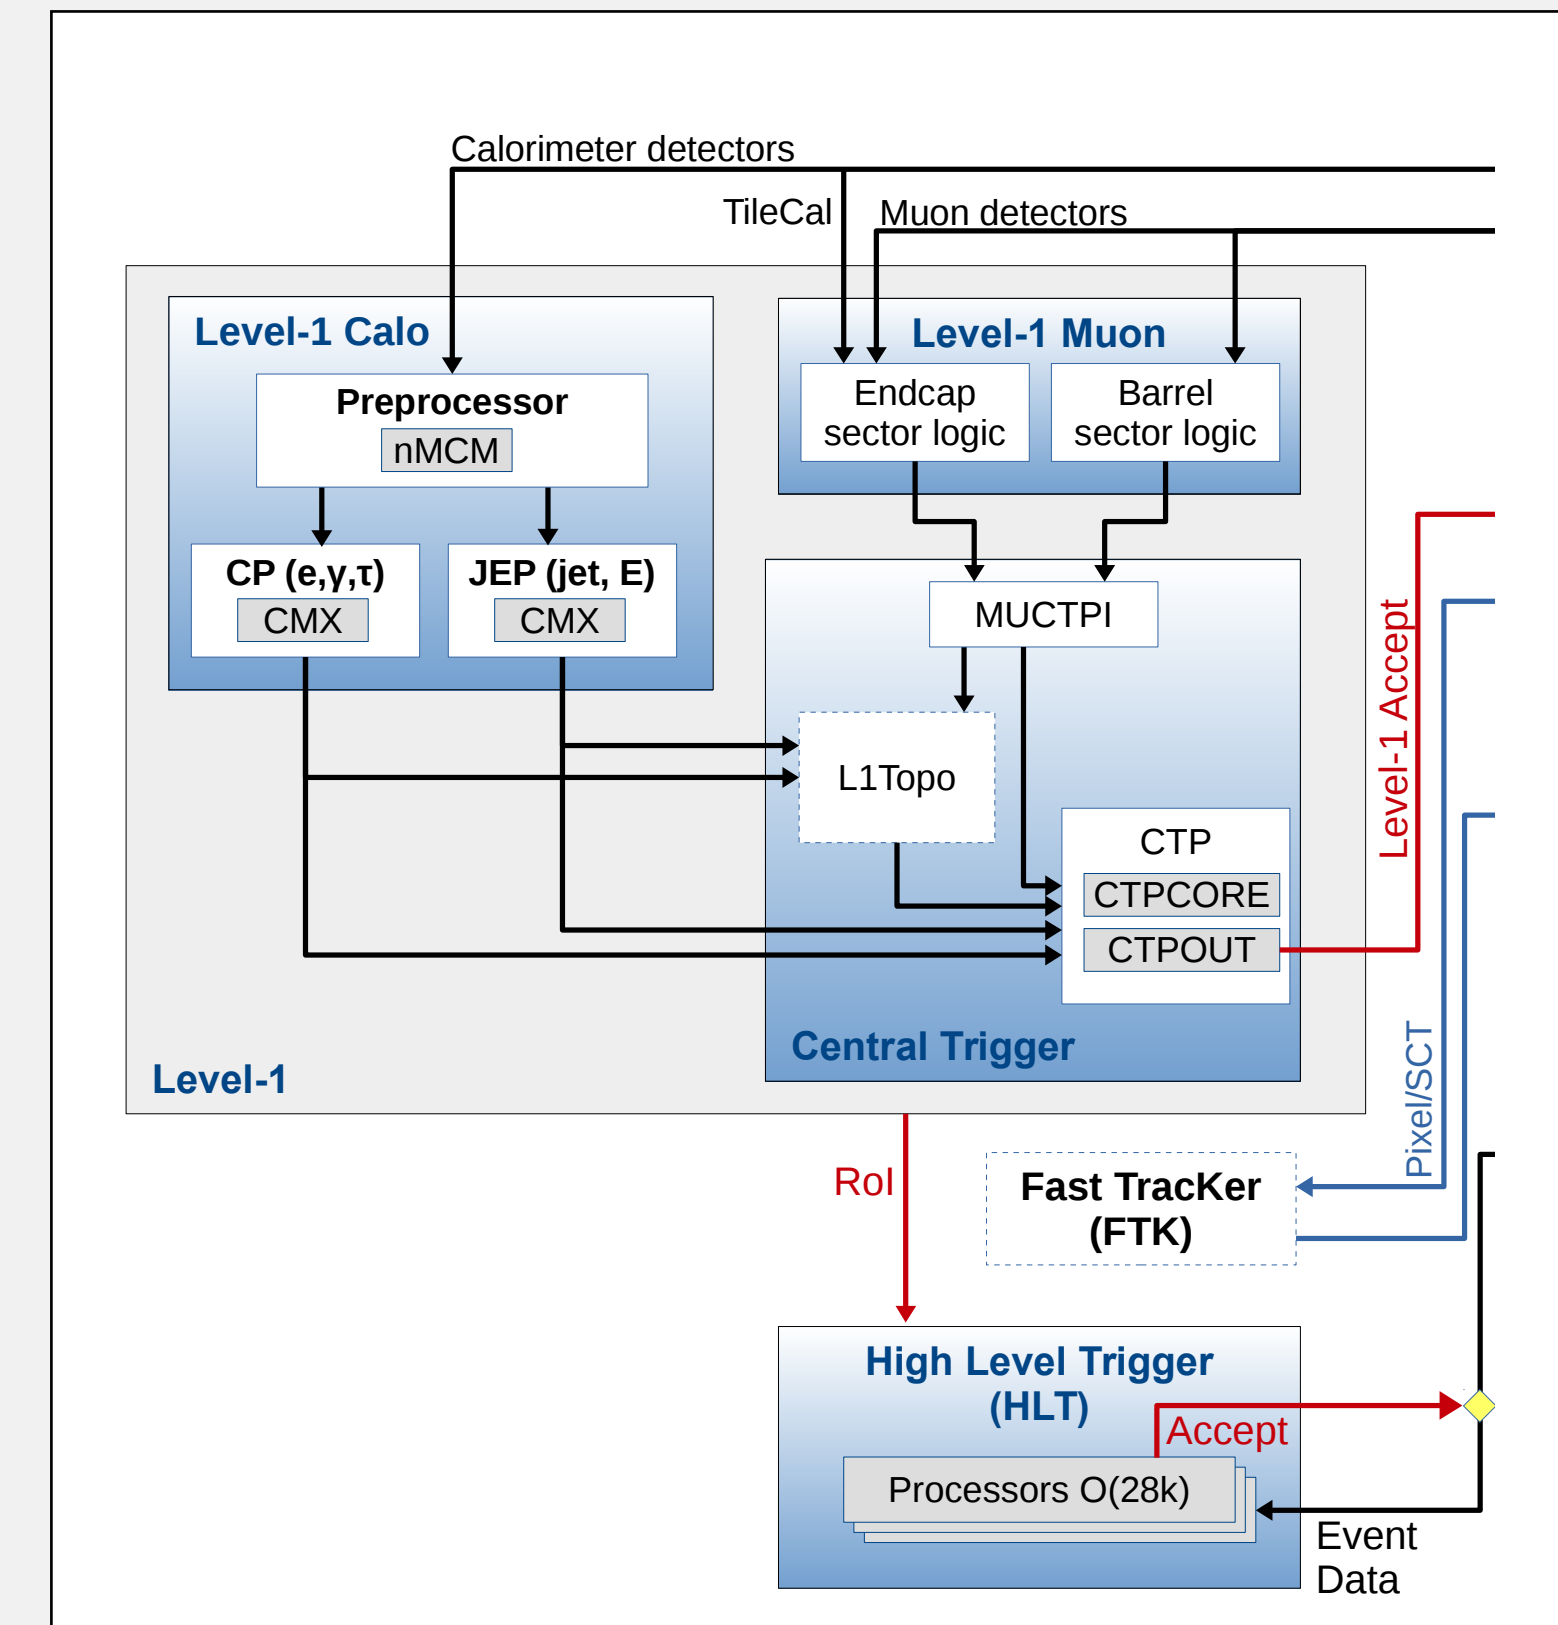 Calorimeter detectors
TileCal
Muon detectors
Level-1 Calo
Level-1 Muon
Preprocessor
nMCM
Endcap
sector logic
Barrel
sector logic
CP (e,γ,τ)
CMX
JEP (jet, E)
CMX
MUCTPI
L1Topo
CTP
CTPCORE
CTPOUT
Central Trigger
Level-1
Level-1 Accept
Pixel/SCT
RoI
Fast TracKer
(FTK)
High Level Trigger
(HLT)
Accept
Processors O(28k)
Event
Data